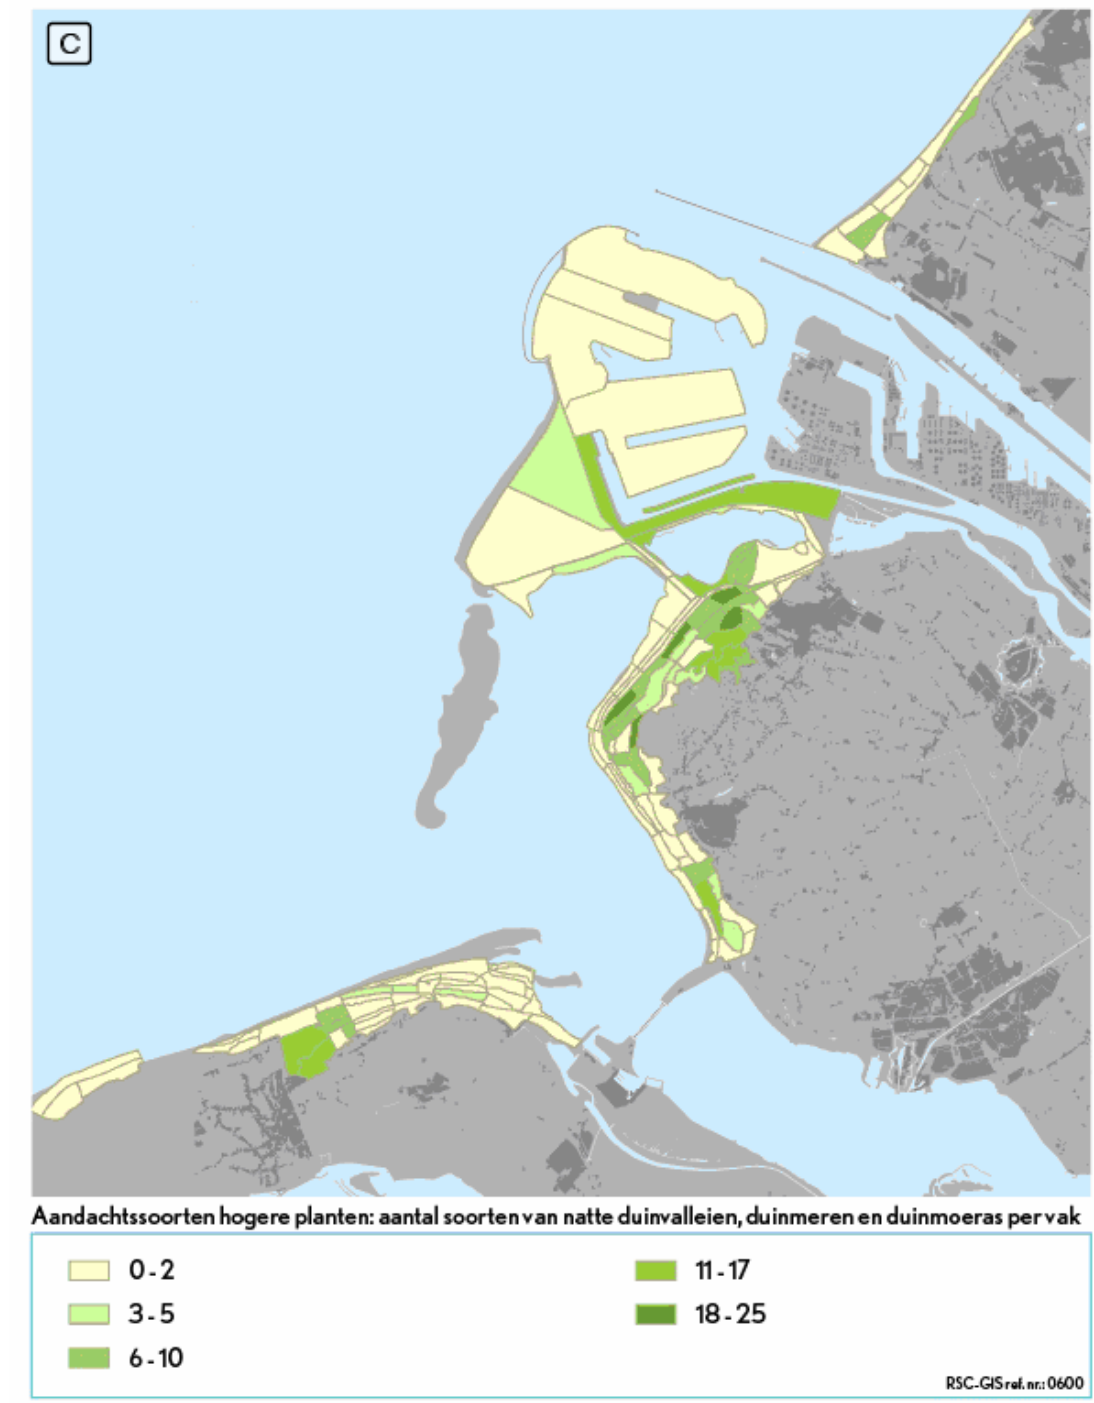 C
Aandachtssoorten hogere planten: aantal soorten van natte duinvalleien, duinmeren en duinmoeras per vak
0 - 2
3 - 5
6 - 10
11 - 17
18 - 25
RSC-GIS ref. nr.: 0600